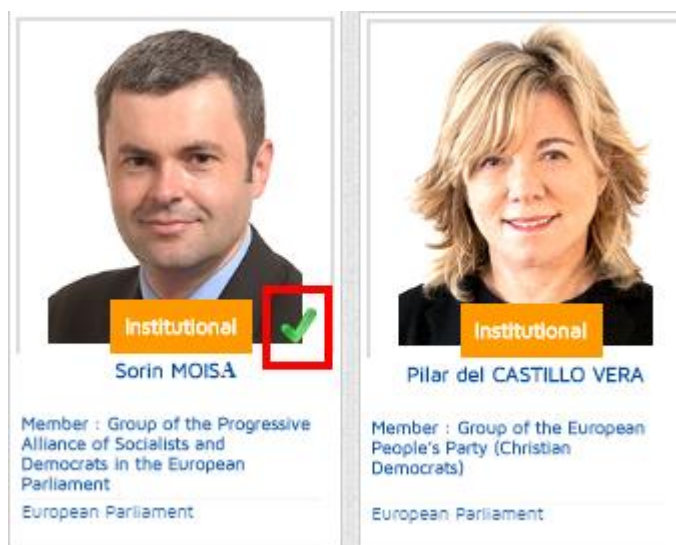 Institutional
Sorin MOISA
Member : Group of the Progressive
Alliance of Socialists and
Democrats in the European
Parliament
European Parliament
Institutional
Pilar del CASTILLO VERA
Member : Group of the European
People's Party (Christian
Democrats)
European Parliament